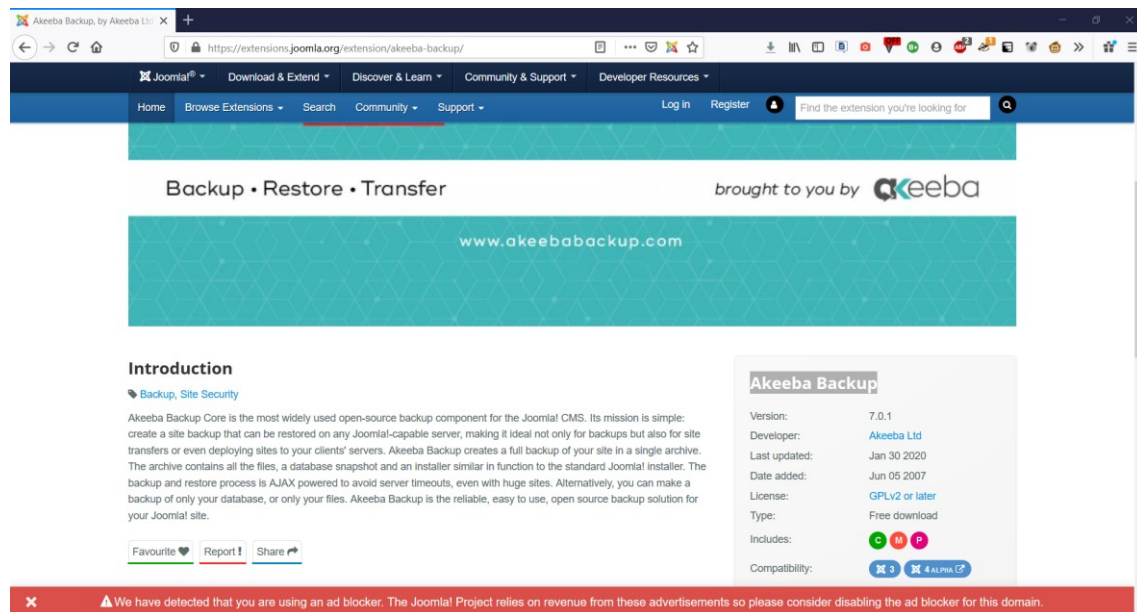 Akeeba Backup, by Akeeba Ltd
https://extensions.joomla.org/extension/akeeba-backup/
Joomla!® Download & Extend Discover & Learn Community & Support Developer Resources
Home Browse Extensions Search Community Support Log in Register Find the extension you're looking for
Backup • Restore • Transfer
brought to you by akeeba
www.akeebabackup.com
Introduction
Backup, Site Security
Akeeba Backup Core is the most widely used open-source backup component for the Joomla! CMS. Its mission is simple:
create a site backup that can be restored on any Joomla!-capable server, making it ideal not only for backups but also for site
transfers or even deploying sites to your clients' servers. Akeeba Backup creates a full backup of your site in a single archive.
The archive contains all the files, a database snapshot and an installer similar in function to the standard Joomla! installer. The
backup and restore process is AJAX powered to avoid server timeouts, even with huge sites. Alternatively, you can make a
backup of only your database, or only your files. Akeeba Backup is the reliable, easy to use, open source backup solution for
your Joomla! site.
Favourite Report ! Share
Akeeba Backup
Version: 7.0.1
Developer: Akeeba Ltd
Last updated: Jan 30 2020
Date added: Jun 05 2007
License: GPLv2 or later
Type: Free download
Includes: C M P
Compatibility: 3 4 ALPHA
We have detected that you are using an ad blocker. The Joomla! Project relies on revenue from these advertisements so please consider disabling the ad blocker for this domain.